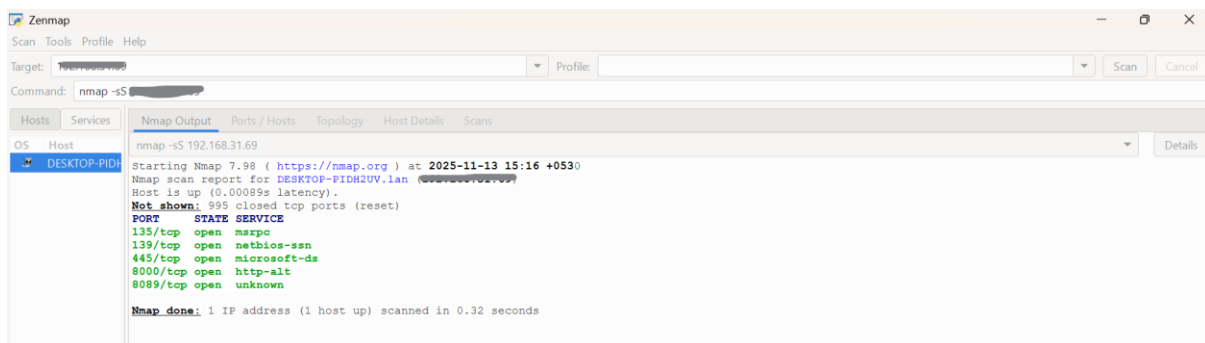 Zenmap
Scan Tools Profile Help
Target: Profile: Scan Cancel
Command: nmap -sS
Hosts Services Nmap Output Ports / Hosts Topology Host Details Scans
OS Host nmap -sS 192.168.31.69 Details
DESKTOP-PIDH
Starting Nmap 7.98 ( https://nmap.org ) at 2025-11-13 15:16 +0530
Nmap scan report for DESKTOP-PIDH2UV.lan (
Host is up (0.00089s latency).
Not shown: 995 closed tcp ports (reset)
PORT STATE SERVICE
135/tcp open msrpc
139/tcp open netbios-ssn
445/tcp open microsoft-ds
8000/tcp open http-alt
8089/tcp open unknown
Nmap done: 1 IP address (1 host up) scanned in 0.32 seconds